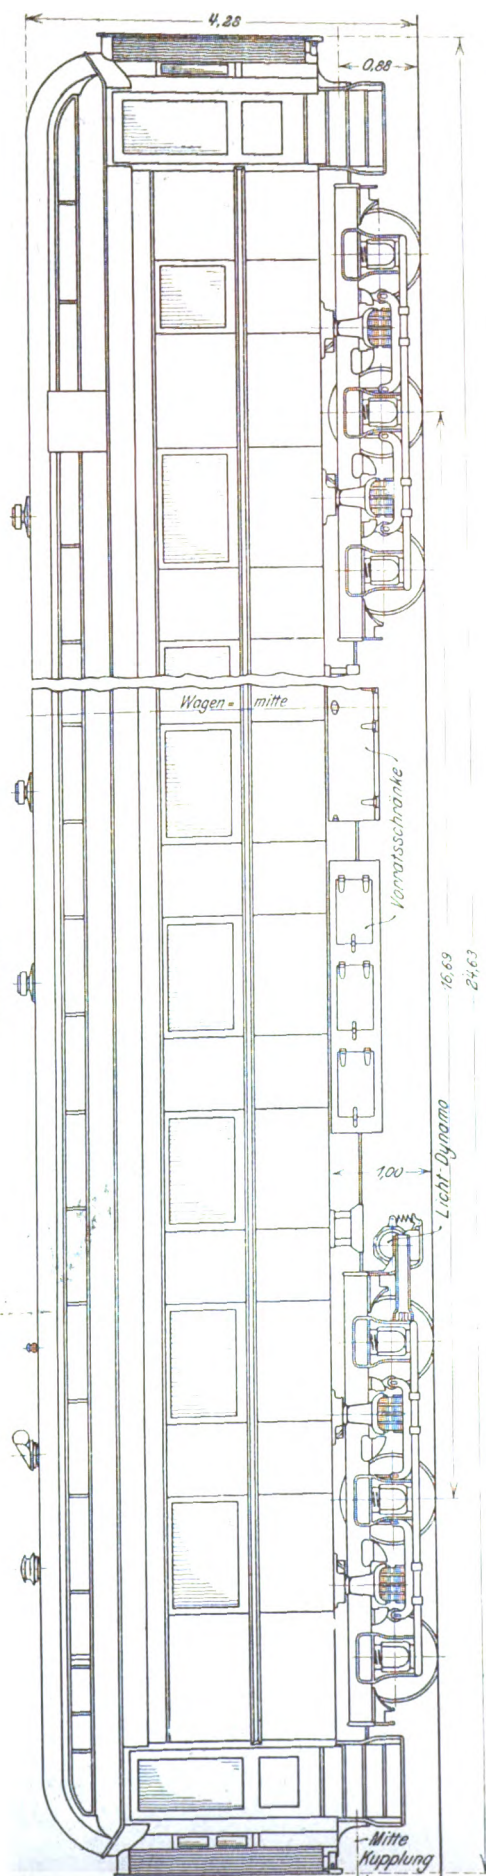 4,28
0,88
Wagen= mitte
Vorratsschränke
16,69
24,63
1,00
Licht-Dynamo
Mitte
Kupplung